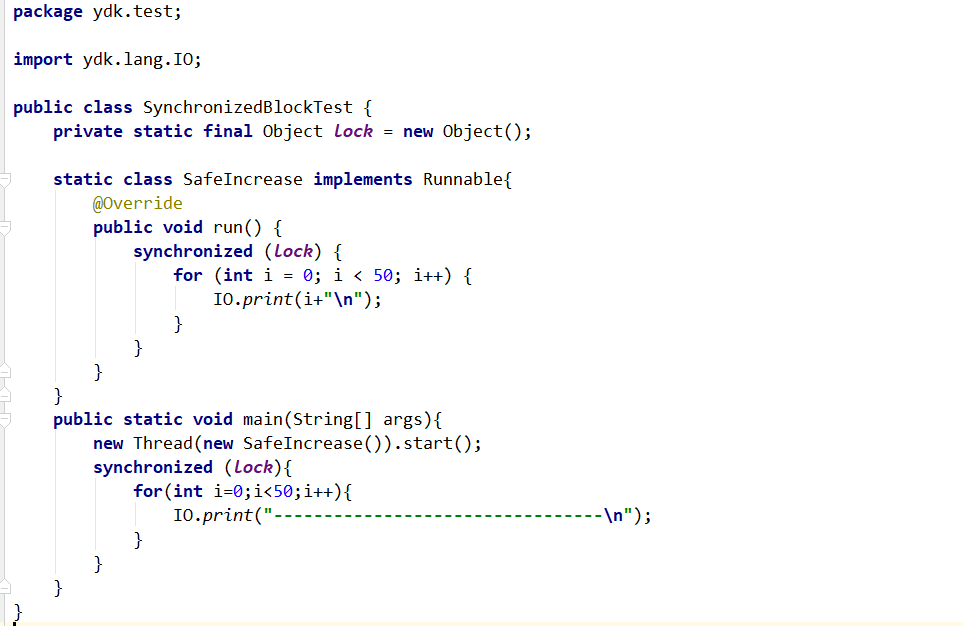 package ydk.test;

import ydk.lang.IO;

public class SynchronizedBlockTest {
    private static final Object lock = new Object();

    static class SafeIncrease implements Runnable{
        @Override
        public void run() {
            synchronized (lock) {
                for (int i = 0; i < 50; i++) {
                    IO.print(i+"\n");
                }
            }
        }
    }
    public static void main(String[] args){
        new Thread(new SafeIncrease()).start();
        synchronized (lock){
            for(int i=0;i<50;i++){
                IO.print("---------------------------------\n");
            }
        }
    }
}